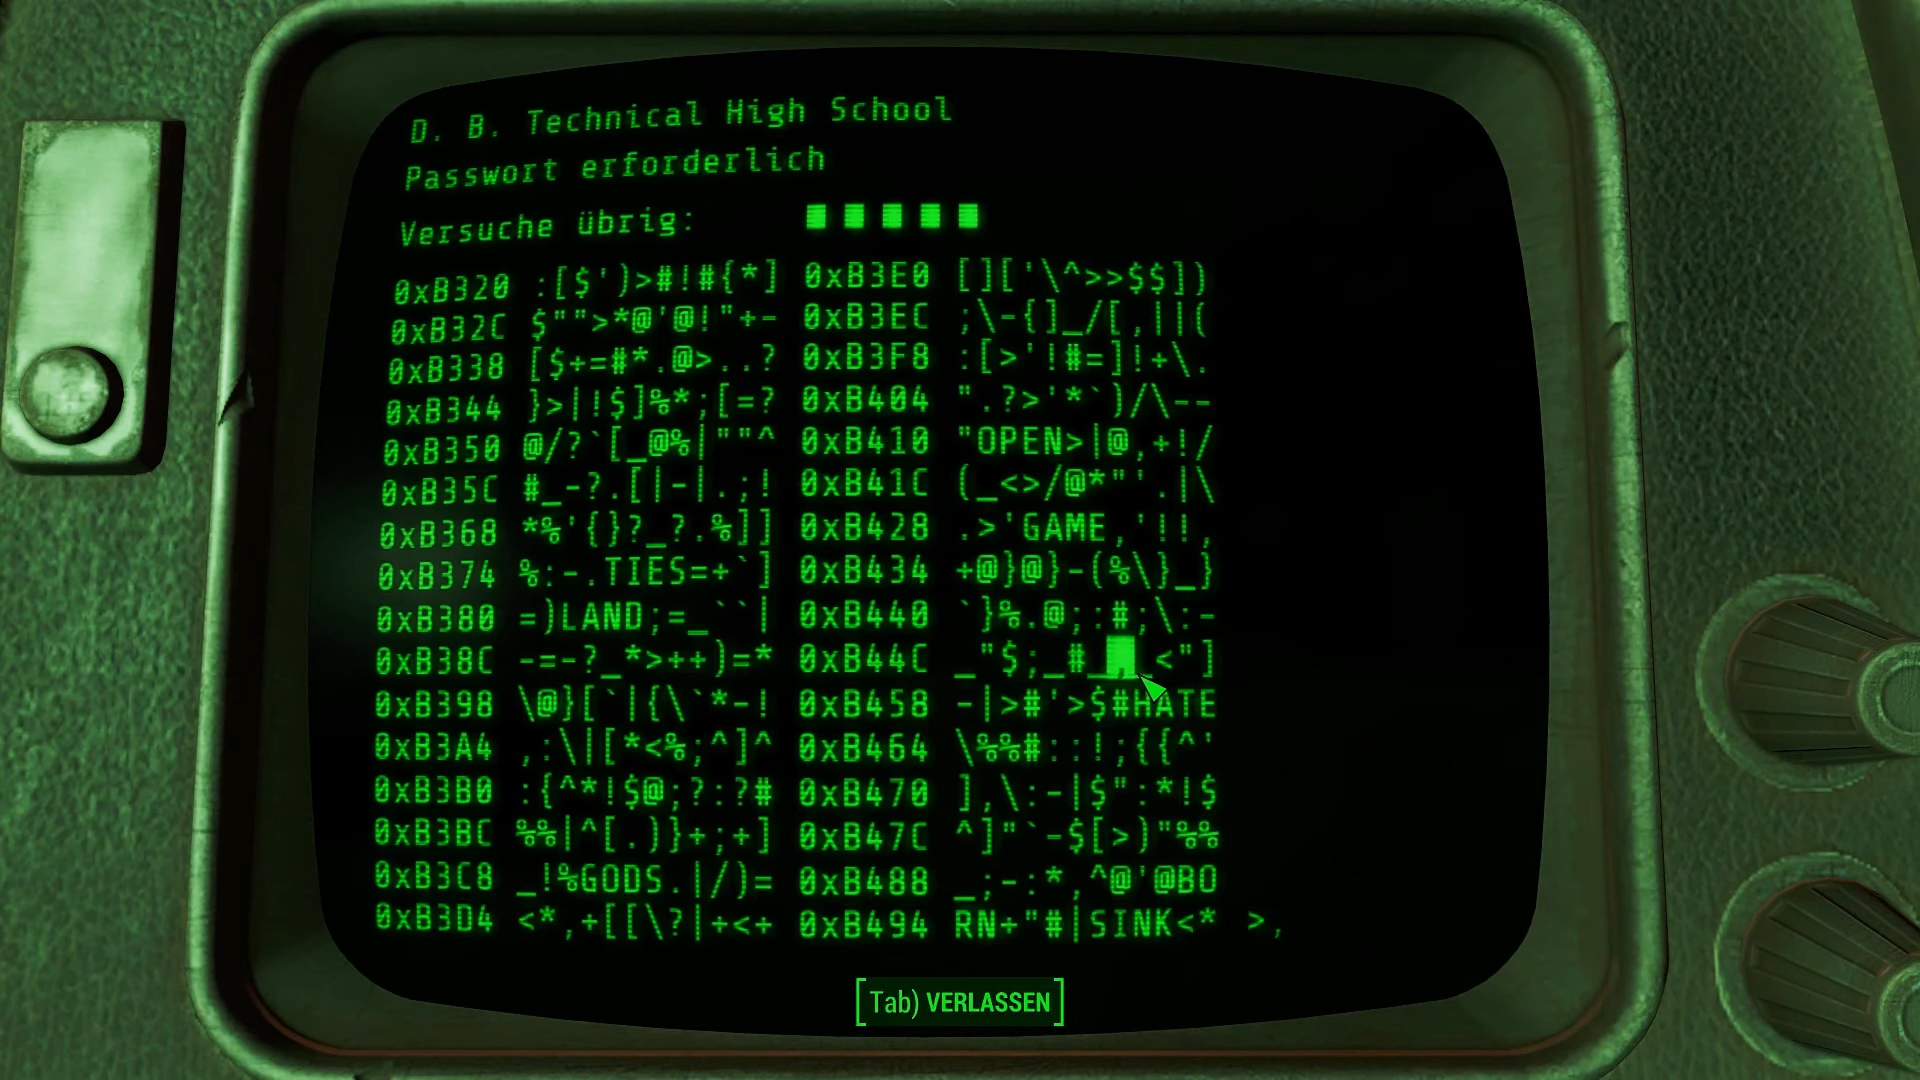 D. B. Technical High School
Passwort erforderlich
Versuche übrig: ■ ■ ■ ■ ■
0xB320 :[$')>#!#{*] 0xB3E0 []['\^>>$$])
0xB32C $"">*@'@!"+- 0xB3EC ;\-{]_/[,||(
0xB338 [$+=#*.@>..? 0xB3F8 :[>'!#=]!+\.
0xB344 }>|!$]%*;[=? 0xB404 ".?>'*`)/\--
0xB350 @/?`[_@%|""^ 0xB410 "OPEN>|@,+!/
0xB35C #_-?.[|-|.;! 0xB41C (_<>/@*"'.|\
0xB368 *%'{}?_?.%]] 0xB428 .>'GAME,'!!,
0xB374 %:-.TIES=+`] 0xB434 +@}@}-(%\}_}
0xB380 =)LAND;=_``| 0xB440 `}%.@;:#;\:-
0xB38C -=-?_*>++)=* 0xB44C _"$;_#_,_<"]
0xB398 \@}[`|{\`*-! 0xB458 -|>#'>$#HATE
0xB3A4 ,:\|[*<%;^]^ 0xB464 \%%#::!;{{^'
0xB3B0 :{^*!$@;?:?# 0xB470 ],\:-|$":*!$
0xB3BC %%|^[.)}+;+] 0xB47C ^]"`-$[>)"%%
0xB3C8 _!%GODS.|/)= 0xB488 _;-:*,^@'@BO
0xB3D4 <*,+[[\?|+<+ 0xB494 RN+"#|SINK<* >,
Tab) VERLASSEN